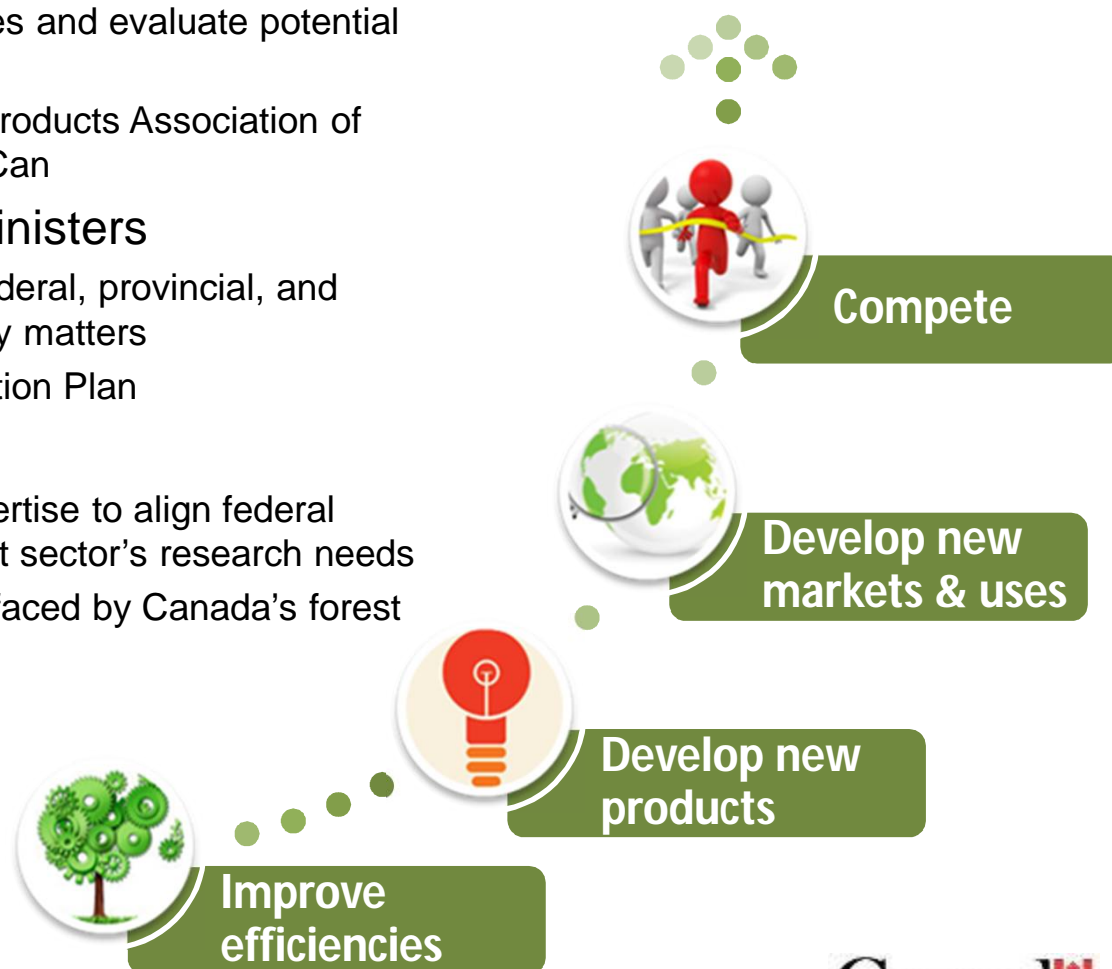 es and evaluate potential
roducts Association of
Can
inisters
deral, provincial, and
y matters
tion Plan
ertise to align federal
t sector's research needs
faced by Canada's forest
Compete
Develop new
markets & uses
Develop new
products
Improve
efficiencies